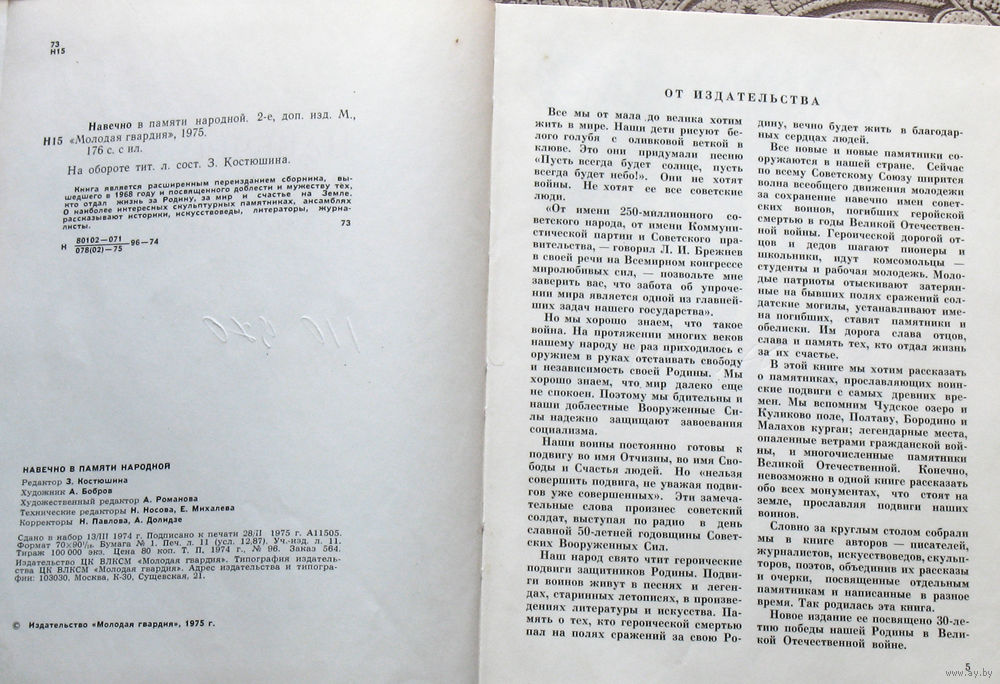 73
Н15
Навечно в памяти народной. 2-е, доп. изд. М.,
Н15 «Молодая гвардия», 1975.
176 с. с ил.
На обороте тит. л. сост. З. Костюшина.
Книга является расширенным переизданием сборника, вы-
шедшего в 1968 году и посвященного доблести и мужеству тех,
кто отдал жизнь за Родину, за мир и счастье на Земле.
О наиболее интересных скульптурных памятниках, ансамблях
рассказывают историки, искусствоведы, литераторы, журна-
листы.
73
Н 80102—071
078(02)—75 —96—74
НАВЕЧНО В ПАМЯТИ НАРОДНОЙ
Редактор З. Костюшина
Художник А. Бобров
Художественный редактор А. Романова
Технические редакторы Н. Носова, Е. Михалева
Корректоры Н. Павлова, А. Долидзе
Сдано в набор 13/III 1974 г. Подписано к печати 28/II 1975 г. А11505.
Формат 70×90¹/₁₆. Бумага № 1. Печ. л. 11 (усл. 12,87). Уч.-изд. л. 11.
Тираж 100 000 экз. Цена 80 коп. Т. П. 1974 г., № 96. Заказ 564.
Издательство ЦК ВЛКСМ «Молодая гвардия». Типография издатель-
ства ЦК ВЛКСМ «Молодая гвардия». Адрес издательства и типогра-
фии: 103030, Москва, К-30, Сущевская, 21.
© Издательство «Молодая гвардия», 1975 г.
ОТ ИЗДАТЕЛЬСТВА
Все мы от мала до велика хотим
жить в мире. Наши дети рисуют бе-
лого голубя с оливковой веткой в
клюве. Это они придумали песню
«Пусть всегда будет солнце, пусть
всегда будет небо!». Они не хотят
войны. Не хотят ее все советские
люди.
«От имени 250-миллионного со-
ветского народа, от имени Коммуни-
стической партии и Советского пра-
вительства, — говорил Л. И. Брежнев
в своей речи на Всемирном конгрессе
миролюбивых сил, — позвольте мне
заверить вас, что забота об упроче-
нии мира является одной из главней-
ших задач нашего государства».
Но мы хорошо знаем, что такое
война. На протяжении многих веков
нашему народу не раз приходилось с
оружием в руках отстаивать свободу
и независимость своей Родины. Мы
хорошо знаем, что мир далеко еще
не спокоен. Поэтому мы бдительны и
наши доблестные Вооруженные Си-
лы надежно защищают завоевания
социализма.
Наши воины постоянно готовы к
подвигу во имя Отчизны, во имя Сво-
боды и Счастья людей. Но «нельзя
совершить подвига, не уважая подви-
гов уже совершенных». Эти замеча-
тельные слова произнес советский
солдат, выступая по радио в день
славной 50-летней годовщины Совет-
ских Вооруженных Сил.
Наш народ свято чтит героические
подвиги защитников Родины. Подви-
ги воинов живут в песнях и леген-
дах, старинных летописях, в произве-
дениях литературы и искусства. Па-
мять о тех, кто героической смертью
пал на полях сражений за свою Ро-
дину, вечно будет жить в благодар-
ных сердцах людей.
Все новые и новые памятники со-
оружаются в нашей стране. Сейчас
по всему Советскому Союзу ширится
волна всеобщего движения молодежи
за сохранение навечно имен совет-
ских воинов, погибших геройской
смертью в годы Великой Отечествен-
ной войны. Героической дорогой от-
цов и дедов шагают пионеры и
школьники, идут комсомольцы —
студенты и рабочая молодежь. Моло-
дые патриоты отыскивают затерян-
ные на бывших полях сражений сол-
датские могилы, устанавливают име-
на погибших, ставят памятники и
обелиски. Им дорога слава отцов,
слава и память тех, кто отдал жизнь
за их счастье.
В этой книге мы хотим рассказать
о памятниках, прославляющих воин-
ские подвиги с самых древних вре-
мен. Мы вспомним Чудское озеро и
Куликово поле, Полтаву, Бородино и
Малахов курган; легендарные места,
опаленные ветрами гражданской вой-
ны, и многочисленные памятники
Великой Отечественной. Конечно,
невозможно в одной книге рассказать
обо всех монументах, что стоят на
земле, прославляя подвиги наших
воинов.
Словно за круглым столом собрали
мы в книге авторов — писателей,
журналистов, искусствоведов, скульп-
торов, поэтов, объединив их рассказы
и очерки, посвященные отдельным
памятникам и написанные в разное
время. Так родилась эта книга.
Новое издание ее посвящено 30-ле-
тию победы нашей Родины в Вели-
кой Отечественной войне.
5
www.ay.by